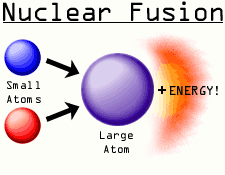 Nuclear Fusion
Small
Atoms
+ ENERGY!
Large
Atom